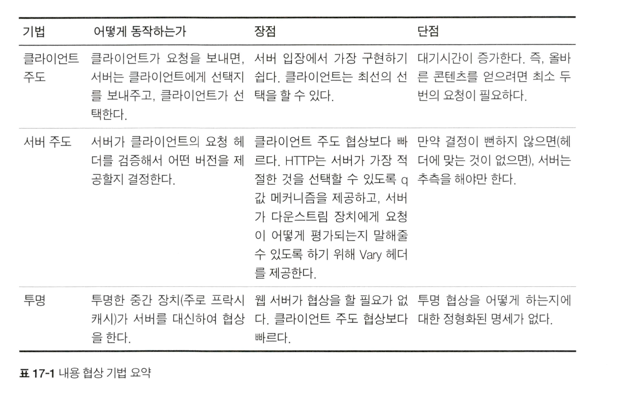 기법 어떻게 동작하는가 장점 단점
클라이언트 주도
클라이언트가 요청을 보내면,
서버는 클라이언트에게 선택지
를 보내주고, 클라이언트가 선
택한다.
서버 입장에서 가장 구현하기
쉽다. 클라이언트는 최선의 선
택을 할 수 있다.
대기시간이 증가한다. 즉, 올바
른 콘텐츠를 얻으려면 최소 두
번의 요청이 필요하다.
서버 주도
서버가 클라이언트의 요청 헤
더를 검증해서 어떤 버전을 제
공할지 결정한다.
클라이언트 주도 협상보다 빠
르다. HTTP는 서버가 가장 적
절한 것을 선택할 수 있도록 q
값 메커니즘을 제공하고, 서버
가 다운스트림 장치에게 요청
이 어떻게 평가되는지 말해줄
수 있도록 하기 위해 Vary 헤더
를 제공한다.
만약 결정이 뻔하지 않으면(헤
더에 맞는 것이 없으면), 서버는
추측을 해야만 한다.
투명
투명한 중간 장치(주로 프락시
캐시)가 서버를 대신하여 협상
을 한다.
웹 서버가 협상을 할 필요가 없
다. 클라이언트 주도 협상보다
빠르다.
투명 협상을 어떻게 하는지에
대한 정형화된 명세가 없다.
표 17-1 내용 협상 기법 요약